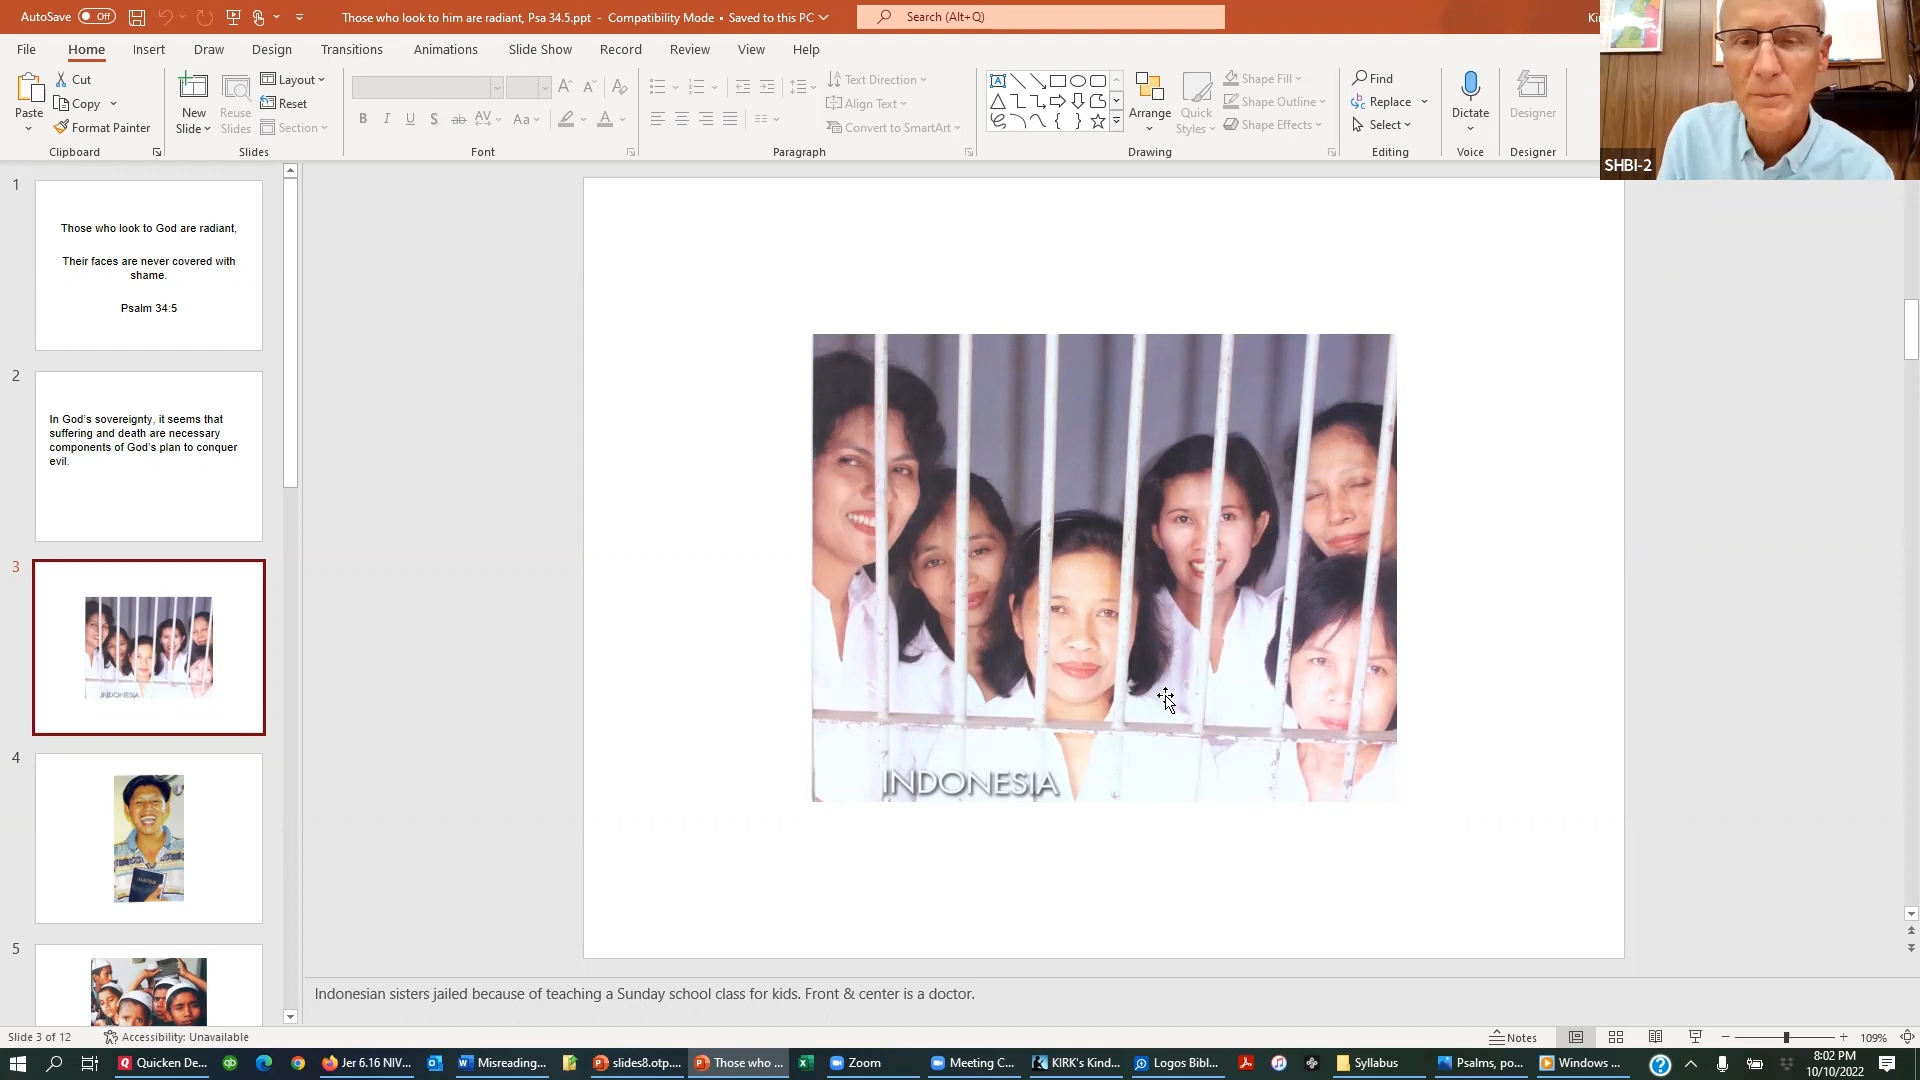 AutoSave Off Those who look to him are radiant, Psa 34.5.ppt - Compatibility Mode • Saved to this PC Search (Alt+Q)
File Home Insert Draw Design Transitions Animations Slide Show Record Review View Help
Paste Cut Copy Format Painter
Clipboard
New Slide Reuse Slides Layout Reset Section
Slides
B I U S ab AV Aa A
Font
Text Direction
Align Text
Convert to SmartArt
Paragraph
Arrange Quick Styles Shape Fill Shape Outline Shape Effects
Drawing
Find
Replace
Select
Editing
Dictate
Voice
Designer
Designer
SHBI-2
1
Those who look to God are radiant,
Their faces are never covered with
shame.
Psalm 34:5
2
In God's sovereignty, it seems that
suffering and death are necessary
components of God's plan to conquer
evil.
3
INDONESIA
4
5
INDONESIA
Indonesian sisters jailed because of teaching a Sunday school class for kids. Front & center is a doctor.
Slide 3 of 12 Accessibility: Unavailable Notes 109%
Quicken De... Jer 6.16 NIV... Misreading... slides8.otp.... Those who ... Zoom Meeting C... KIRK's Kind... Logos Bibl... Syllabus Psalms, po... Windows ... 8:02 PM
10/10/2022